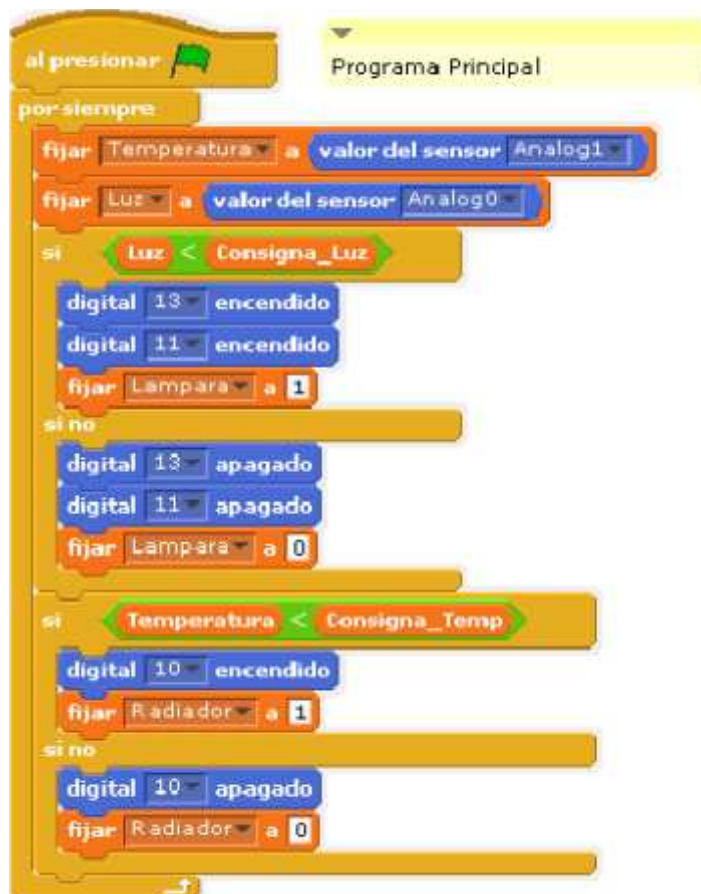 al presionar
Programa Principal
por siempre
fijar Temperatura a valor del sensor Analog1
fijar Luz a valor del sensor Analog0
si Luz < Consigna_Luz
digital 13 encendido
digital 11 encendido
fijar Lampara a 1
si no
digital 13 apagado
digital 11 apagado
fijar Lampara a 0
si Temperatura < Consigna_Temp
digital 10 encendido
fijar Radiador a 1
si no
digital 10 apagado
fijar Radiador a 0